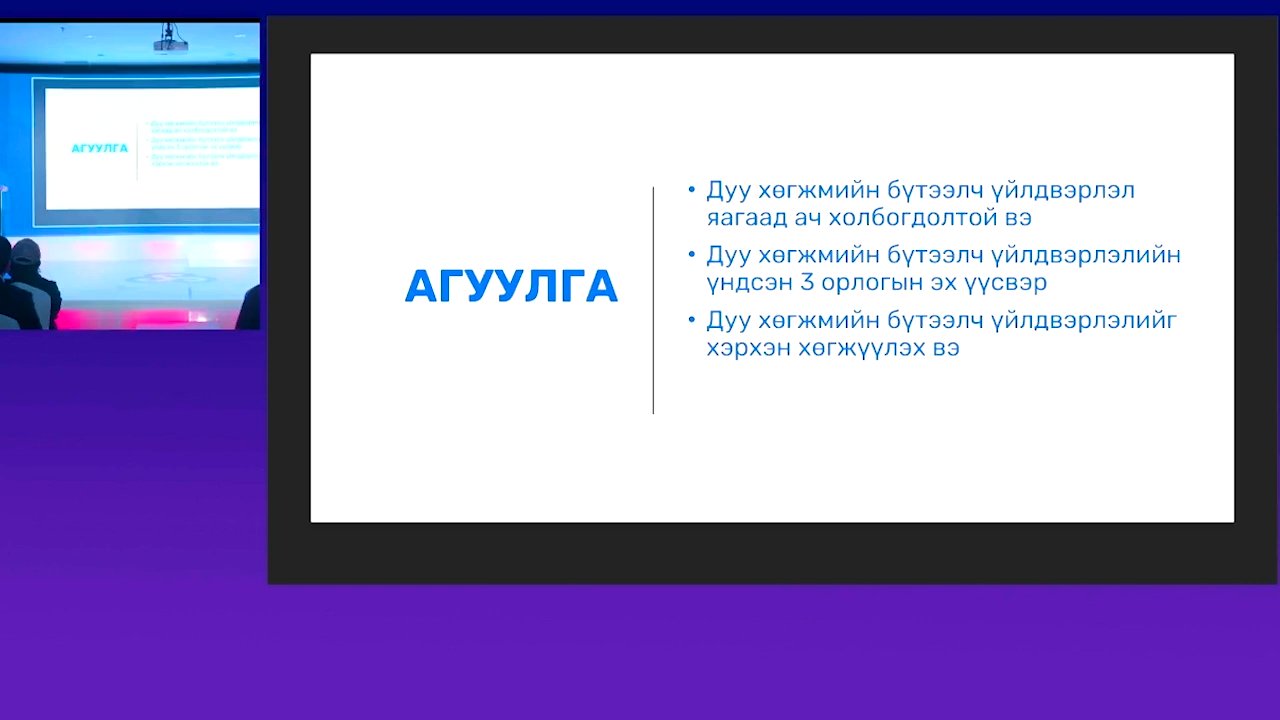 АГУУЛГА
• Дуу хөгжмийн бүтээлч үйлдвэрлэл
яагаад ач холбогдолтой вэ
• Дуу хөгжмийн бүтээлч үйлдвэрлэлийн
үндсэн 3 орлогын эх үүсвэр
• Дуу хөгжмийн бүтээлч үйлдвэрлэлийг
хэрхэн хөгжүүлэх вэ
АГУУЛГА